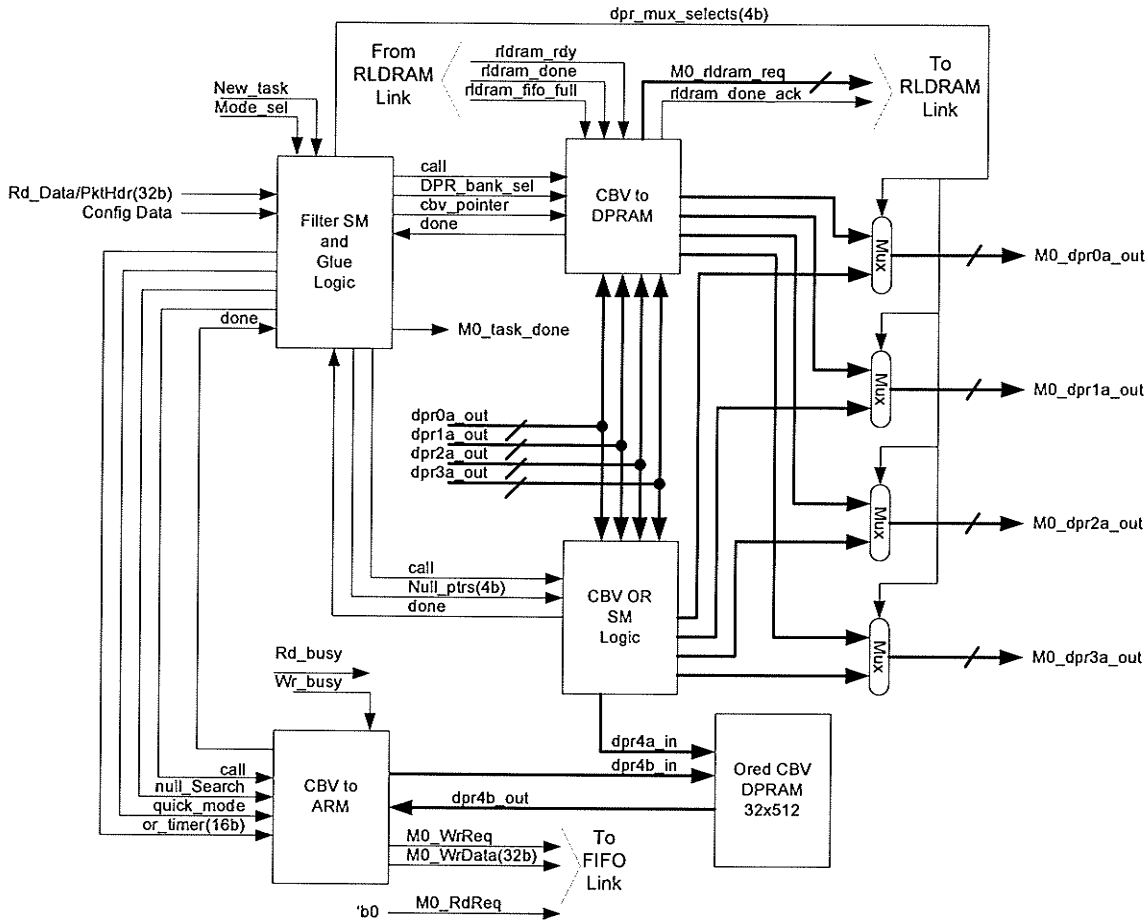 dpr_mux_selects(4b)
From
RLDRAM
Link
rldram_rdy
rldram_done
rldram_fifo_full
M0_rldram_req
rldram_done_ack
To
RLDRAM
Link
New_task
Mode_sel
Rd_Data/PktHdr(32b)
Config Data
Filter SM
and
Glue
Logic
call
DPR_bank_sel
cbv_pointer
done
CBV to
DPRAM
Mux
M0_dpr0a_out
done
M0_task_done
Mux
M0_dpr1a_out
dpr0a_out
dpr1a_out
dpr2a_out
dpr3a_out
Mux
M0_dpr2a_out
call
Null_ptrs(4b)
done
CBV OR
SM
Logic
Mux
M0_dpr3a_out
Rd_busy
Wr_busy
call
null_Search
quick_mode
or_timer(16b)
CBV to
ARM
dpr4a_in
dpr4b_in
dpr4b_out
Ored CBV
DPRAM
32x512
M0_WrReq
M0_WrData(32b)
To
FIFO
Link
'b0
M0_RdReq